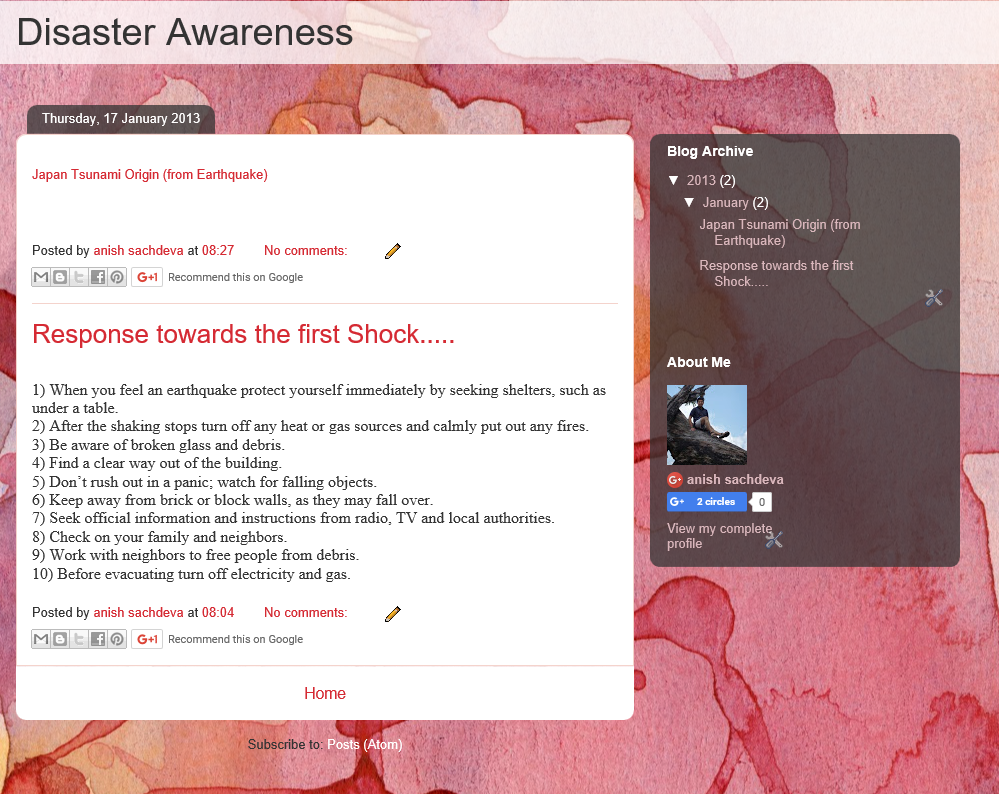 Disaster Awareness
Thursday, 17 January 2013
Japan Tsunami Origin (from Earthquake)
Posted by anish sachdeva at 08:27 No comments:
G+1 Recommend this on Google
Response towards the first Shock.....
1) When you feel an earthquake protect yourself immediately by seeking shelters, such as
under a table.
2) After the shaking stops turn off any heat or gas sources and calmly put out any fires.
3) Be aware of broken glass and debris.
4) Find a clear way out of the building.
5) Don’t rush out in a panic; watch for falling objects.
6) Keep away from brick or block walls, as they may fall over.
7) Seek official information and instructions from radio, TV and local authorities.
8) Check on your family and neighbors.
9) Work with neighbors to free people from debris.
10) Before evacuating turn off electricity and gas.
Posted by anish sachdeva at 08:04 No comments:
G+1 Recommend this on Google
Home
Subscribe to: Posts (Atom)
Blog Archive
▼ 2013 (2)
▼ January (2)
Japan Tsunami Origin (from
Earthquake)
Response towards the first
Shock.....
About Me
G+ anish sachdeva
G+ 2 circles 0
View my complete
profile